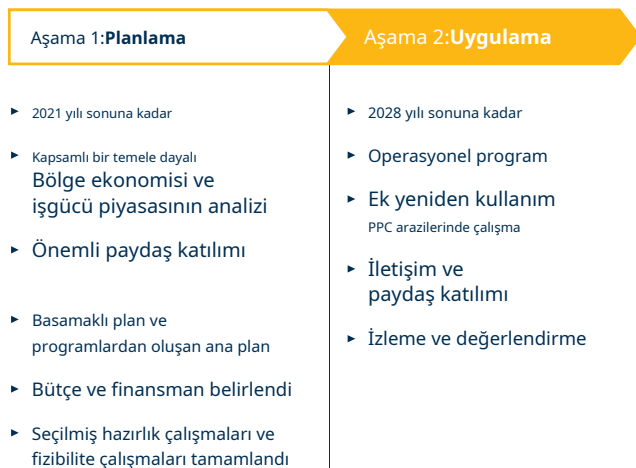 Aşama 1:Planlama
2021 yılı sonuna kadar
Kapsamlı bir temele dayalı
Bölge ekonomisi ve
işgücü piyasasının analizi
Önemli paydaş katılımı
Basamaklı plan ve
programlardan oluşan ana plan
Bütçe ve finansman belirlendi
Seçilmiş hazırlık çalışmaları ve
fizibilite çalışmaları tamamlandı
Aşama 2:Uygulama
2028 yılı sonuna kadar
Operasyonel program
Ek yeniden kullanım
PPC arazilerinde çalışma
İletişim ve
paydaş katılımı
İzleme ve değerlendirme